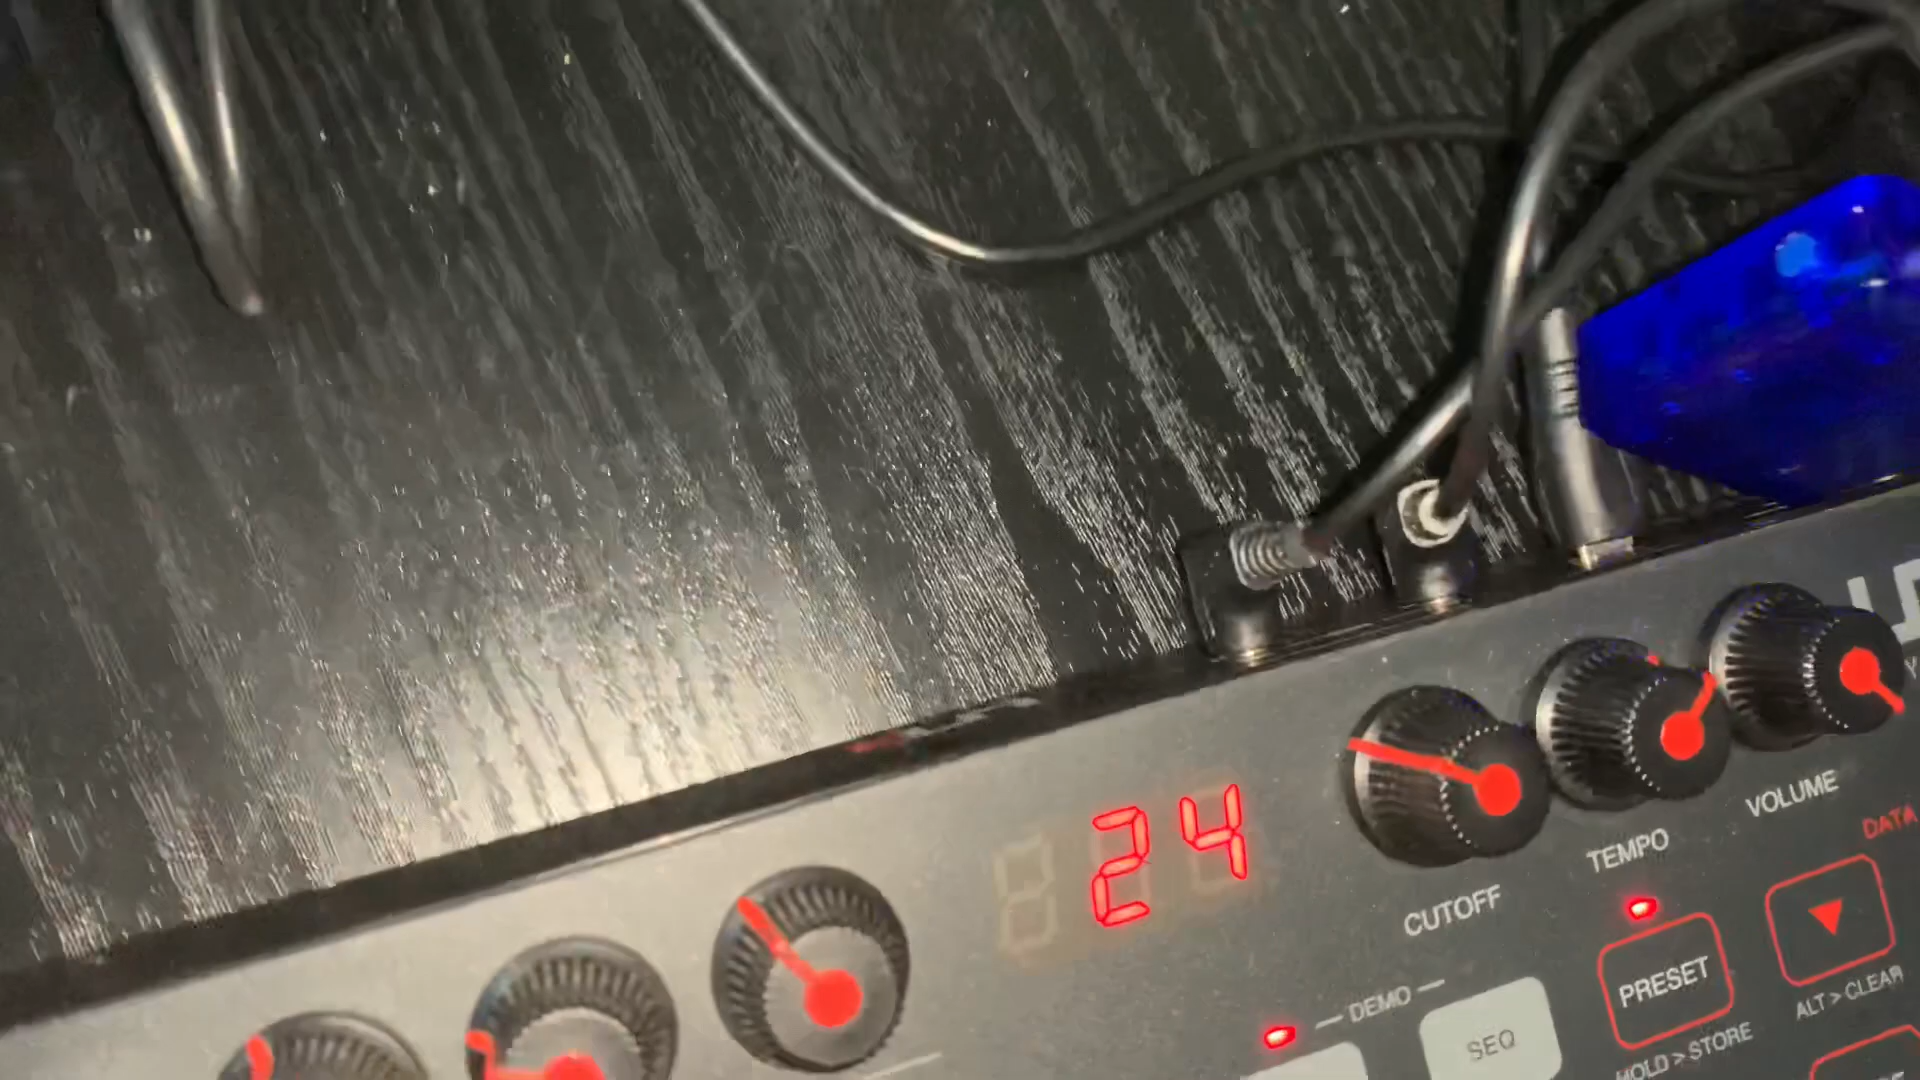 24
CUTOFF
TEMPO
VOLUME
DATA
DEMO
SEQ
PRESET
HOLD > STORE
ALT > CLEAR